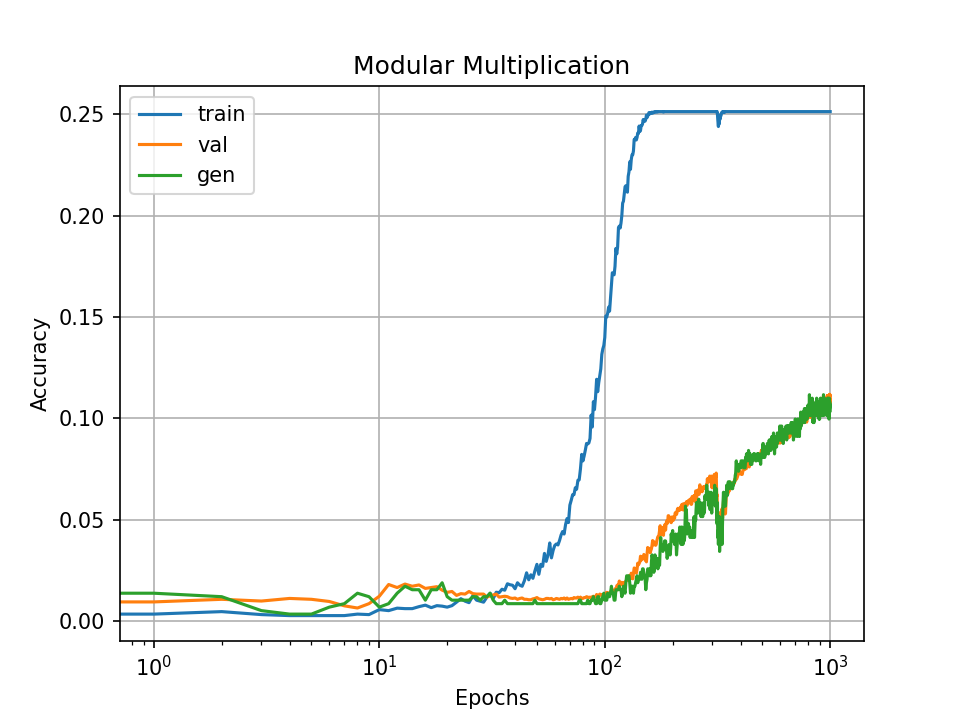 Modular Multiplication
train
val
gen
0.25
0.20
0.15
0.10
0.05
0.00
Accuracy
10⁰ 10¹ 10² 10³
Epochs